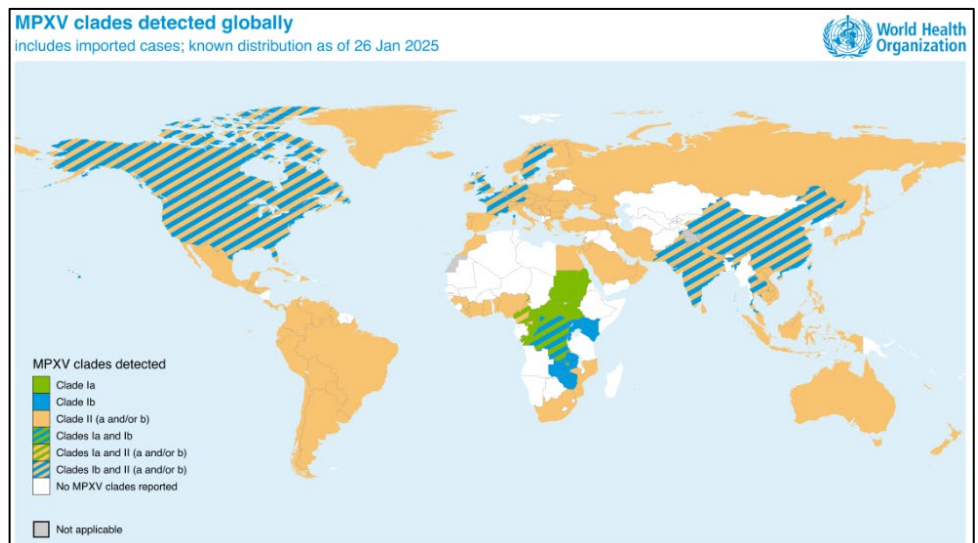 MPXV clades detected globally
includes imported cases; known distribution as of 26 Jan 2025
World Health
Organization
MPXV clades detected
Clade Ia
Clade Ib
Clade II (a and/or b)
Clades Ia and Ib
Clades Ia and II (a and/or b)
Clades Ib and II (a and/or b)
No MPXV clades reported
Not applicable